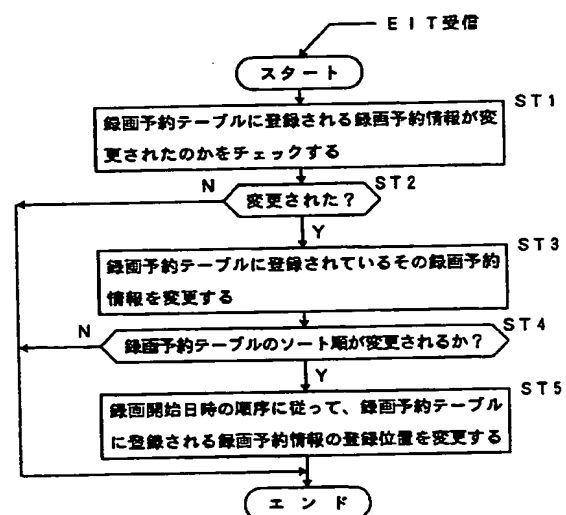 EIT受信
スタート
ST1
録画予約テーブルに登録される録画予約情報が変
更されたのかをチェックする
ST2
N
変更された?
Y
ST3
録画予約テーブルに登録されているその録画予約
情報を変更する
ST4
N
録画予約テーブルのソート順が変更されるか?
Y
ST5
録画開始日時の順序に従って、録画予約テーブル
に登録される録画予約情報の登録位置を変更する
エンド